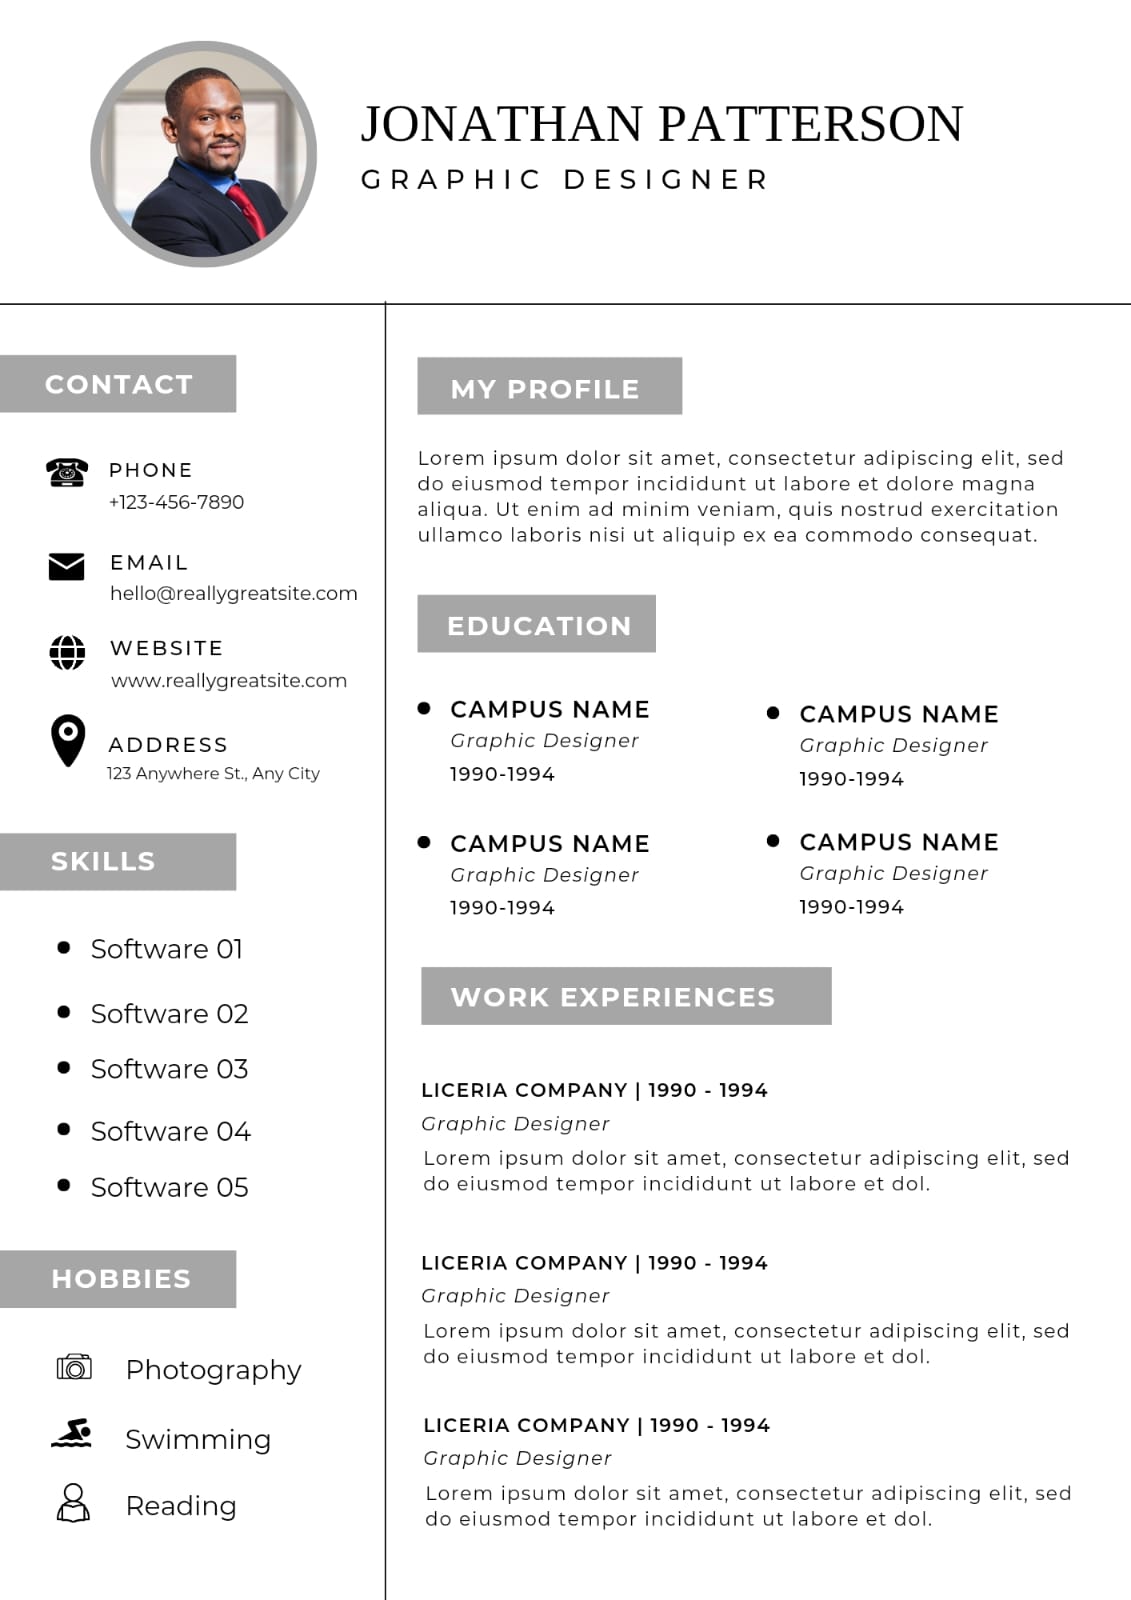 JONATHAN PATTERSON
GRAPHIC DESIGNER
CONTACT
PHONE
+123-456-7890
EMAIL
hello@reallygreatsite.com
WEBSITE
www.reallygreatsite.com
ADDRESS
123 Anywhere St., Any City
SKILLS
Software 01
Software 02
Software 03
Software 04
Software 05
HOBBIES
Photography
Swimming
Reading
MY PROFILE
Lorem ipsum dolor sit amet, consectetur adipiscing elit, sed
do eiusmod tempor incididunt ut labore et dolore magna
aliqua. Ut enim ad minim veniam, quis nostrud exercitation
ullamco laboris nisi ut aliquip ex ea commodo consequat.
EDUCATION
CAMPUS NAME
Graphic Designer
1990-1994
CAMPUS NAME
Graphic Designer
1990-1994
CAMPUS NAME
Graphic Designer
1990-1994
CAMPUS NAME
Graphic Designer
1990-1994
WORK EXPERIENCES
LICERIA COMPANY | 1990 - 1994
Graphic Designer
Lorem ipsum dolor sit amet, consectetur adipiscing elit, sed
do eiusmod tempor incididunt ut labore et dol.
LICERIA COMPANY | 1990 - 1994
Graphic Designer
Lorem ipsum dolor sit amet, consectetur adipiscing elit, sed
do eiusmod tempor incididunt ut labore et dol.
LICERIA COMPANY | 1990 - 1994
Graphic Designer
Lorem ipsum dolor sit amet, consectetur adipiscing elit, sed
do eiusmod tempor incididunt ut labore et dol.